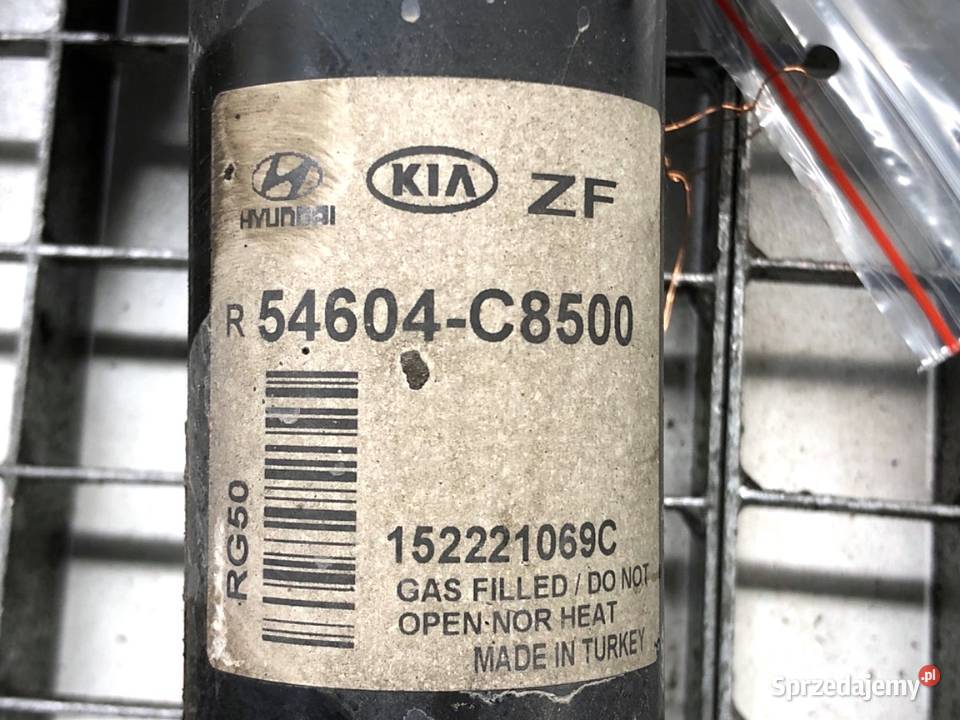 HYUNDAI KIA ZF
R 54604-C8500
RG50
152221069C
GAS FILLED / DO NOT
OPEN NOR HEAT
MADE IN TURKEY
Sprzedajemy.pl